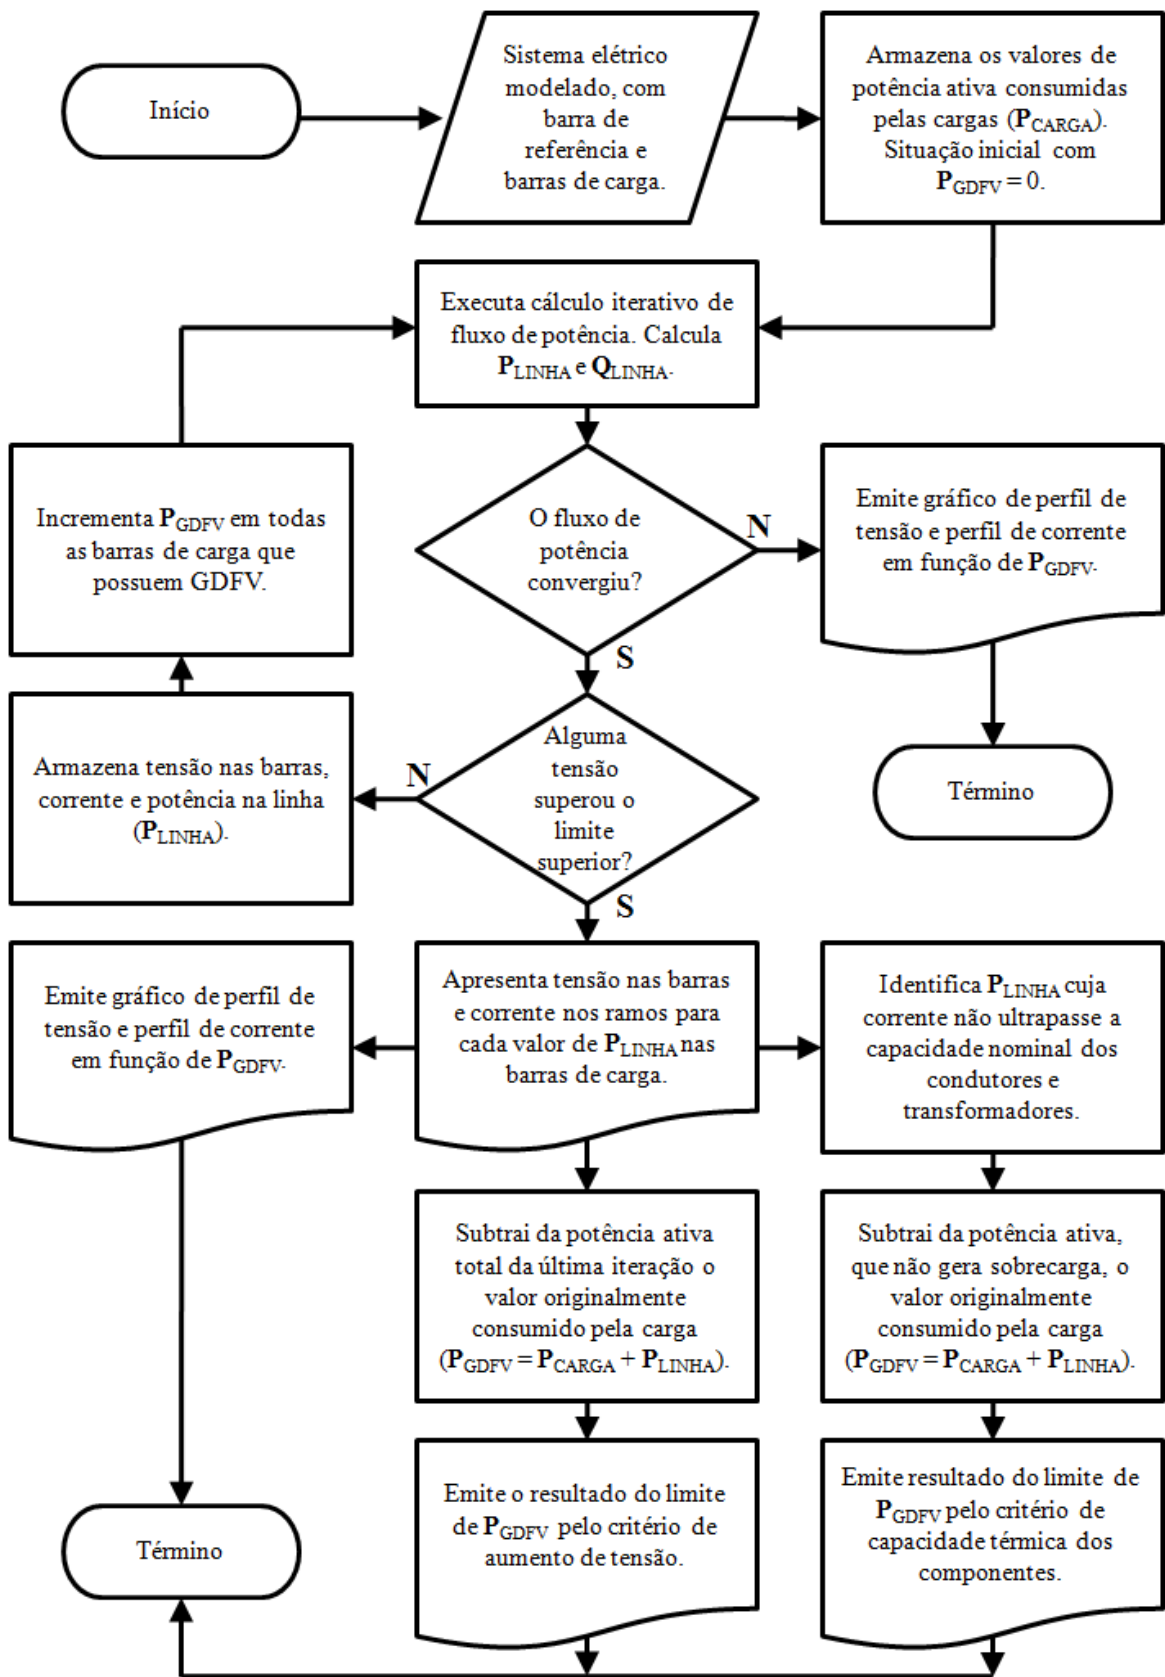 Início
Sistema elétrico
modelado, com
barra de
referência e
barras de carga.
Armazena os valores de
potência ativa consumidas
pelas cargas (PCARGA).
Situação inicial com
PGDFV = 0.
Executa cálculo iterativo de
fluxo de potência. Calcula
PLINHA e QLINHA.
Incrementa PGDFV em todas
as barras de carga que
possuem GDFV.
O fluxo de
potência
convergiu?
N
Emite gráfico de perfil de
tensão e perfil de corrente
em função de PGDFV.
S
Armazena tensão nas barras,
corrente e potência na linha
(PLINHA).
N
Alguma
tensão
superou o
limite
superior?
Término
S
Emite gráfico de perfil de
tensão e perfil de corrente
em função de PGDFV.
Apresenta tensão nas barras
e corrente nos ramos para
cada valor de PLINHA nas
barras de carga.
Identifica PLINHA cuja
corrente não ultrapasse a
capacidade nominal dos
condutores e
transformadores.
Subtrai da potência ativa
total da última iteração o
valor originalmente
consumido pela carga
(PGDFV = PCARGA + PLINHA).
Subtrai da potência ativa,
que não gera sobrecarga, o
valor originalmente
consumido pela carga
(PGDFV = PCARGA + PLINHA).
Término
Emite o resultado do limite
de PGDFV pelo critério de
aumento de tensão.
Emite resultado do limite de
PGDFV pelo critério de
capacidade térmica dos
componentes.